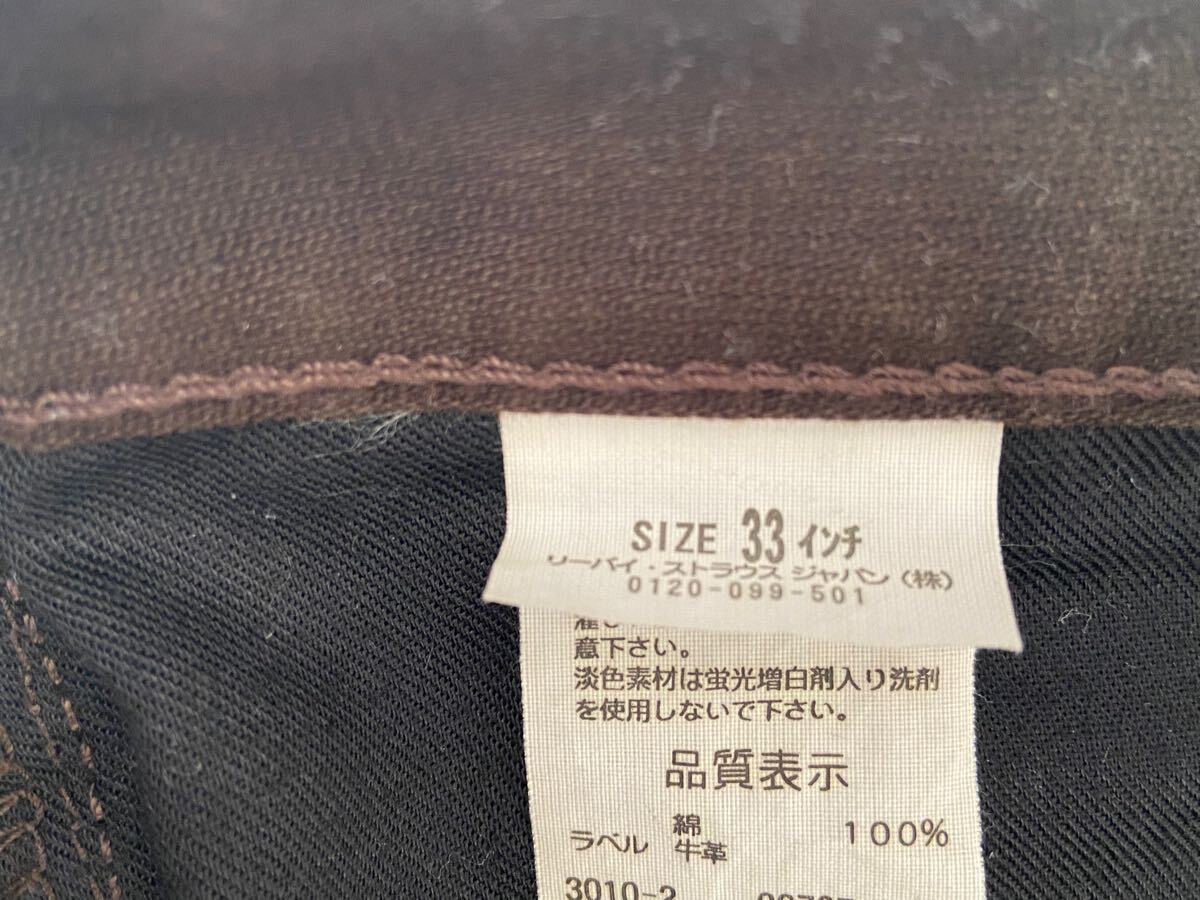 SIZE 33 インチ
リーバイ・ストラウス ジャパン(株)
0120-099-501
意下さい。
淡色素材は蛍光増白剤入り洗剤
を使用しないで下さい。
品質表示
綿 100%
ラベル 牛革
3010-2